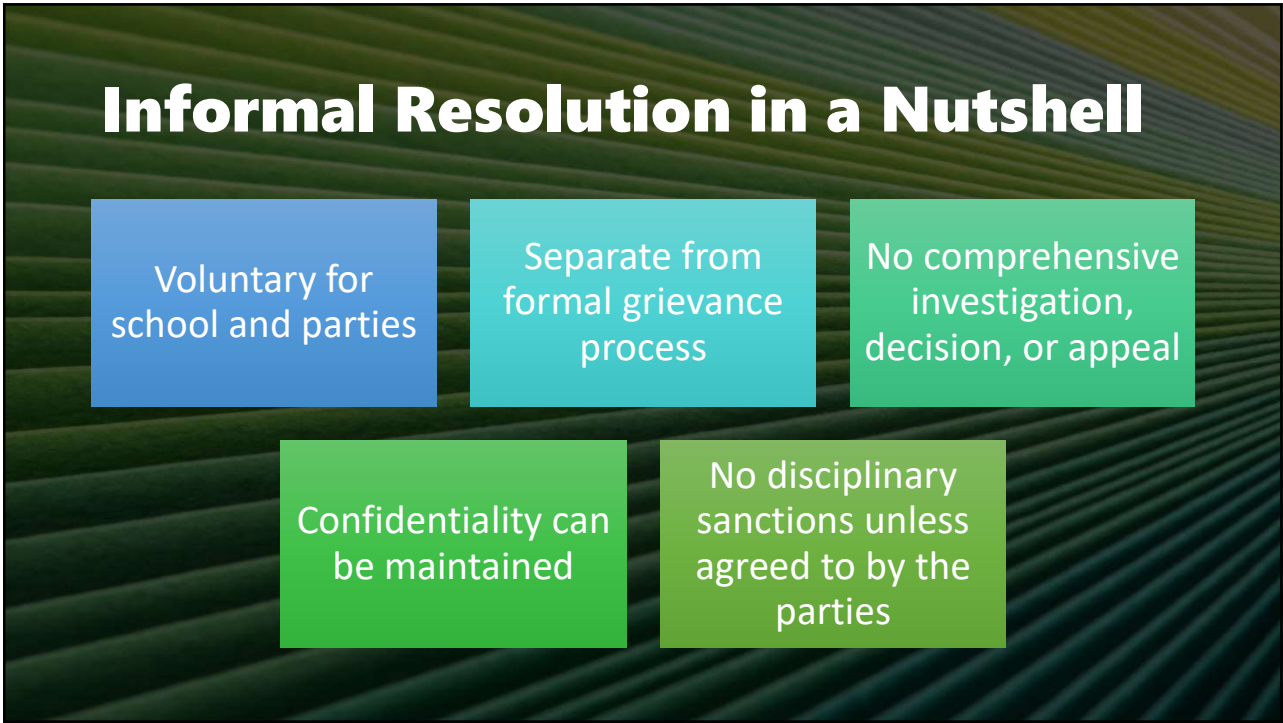 Informal Resolution in a Nutshell
Voluntary for
school and parties
Separate from
formal grievance
process
No comprehensive
investigation,
decision, or appeal
Confidentiality can
be maintained
No disciplinary
sanctions unless
agreed to by the
parties